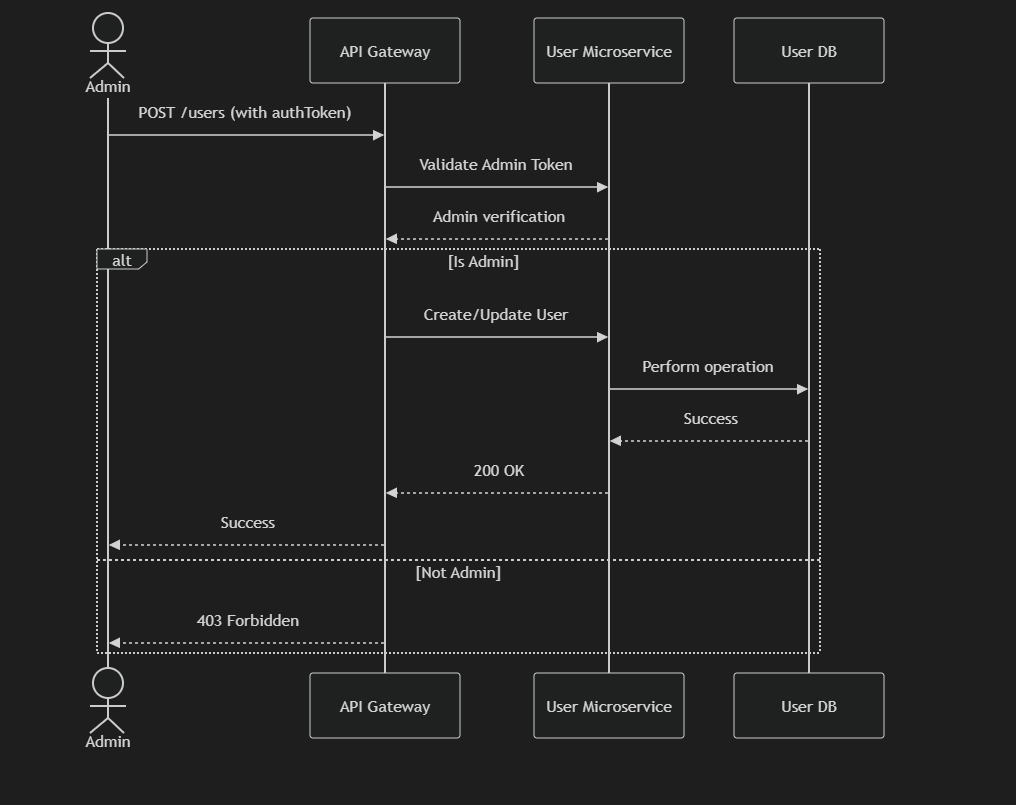 Admin
API Gateway
User Microservice
User DB
POST /users (with authToken)
Validate Admin Token
Admin verification
alt
[Is Admin]
Create/Update User
Perform operation
Success
200 OK
Success
[Not Admin]
403 Forbidden
Admin
API Gateway
User Microservice
User DB